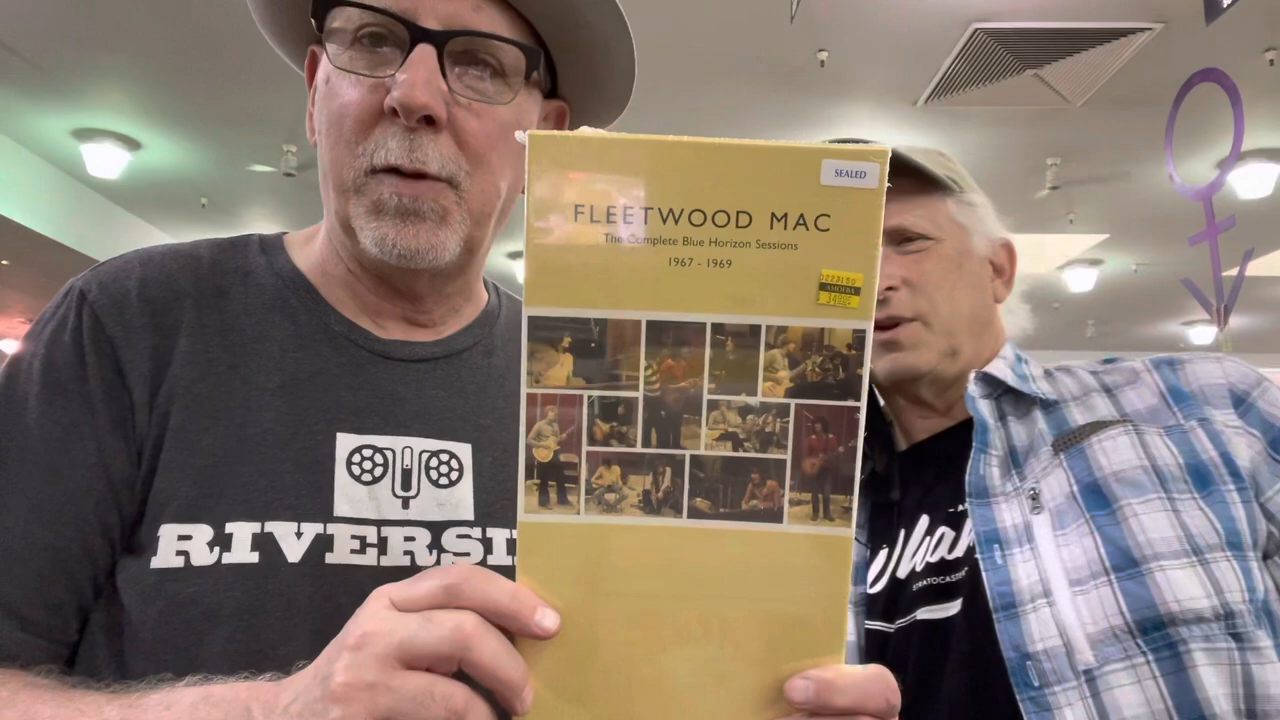 SEALED
FLEETWOOD MAC
The Complete Blue Horizon Sessions
1967 - 1969
AMOEBA
RIVERSI
STRATOCASTER